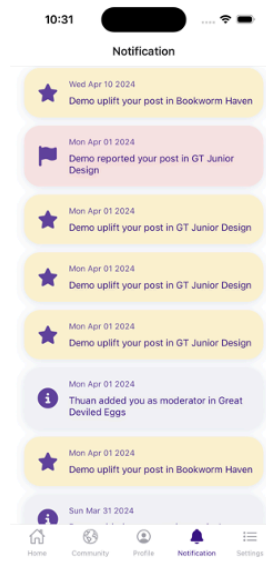 10:31
Notification
Wed Apr 10 2024
Demo uplift your post in Bookworm Haven
Mon Apr 01 2024
Demo reported your post in GT Junior
Design
Mon Apr 01 2024
Demo uplift your post in GT Junior Design
Mon Apr 01 2024
Demo uplift your post in GT Junior Design
Mon Apr 01 2024
Demo uplift your post in GT Junior Design
Mon Apr 01 2024
Thuan added you as moderator in Great
Deviled Eggs
Mon Apr 01 2024
Demo uplift your post in Bookworm Haven
Sun Mar 31 2024
Home Community Profile Notification Settings